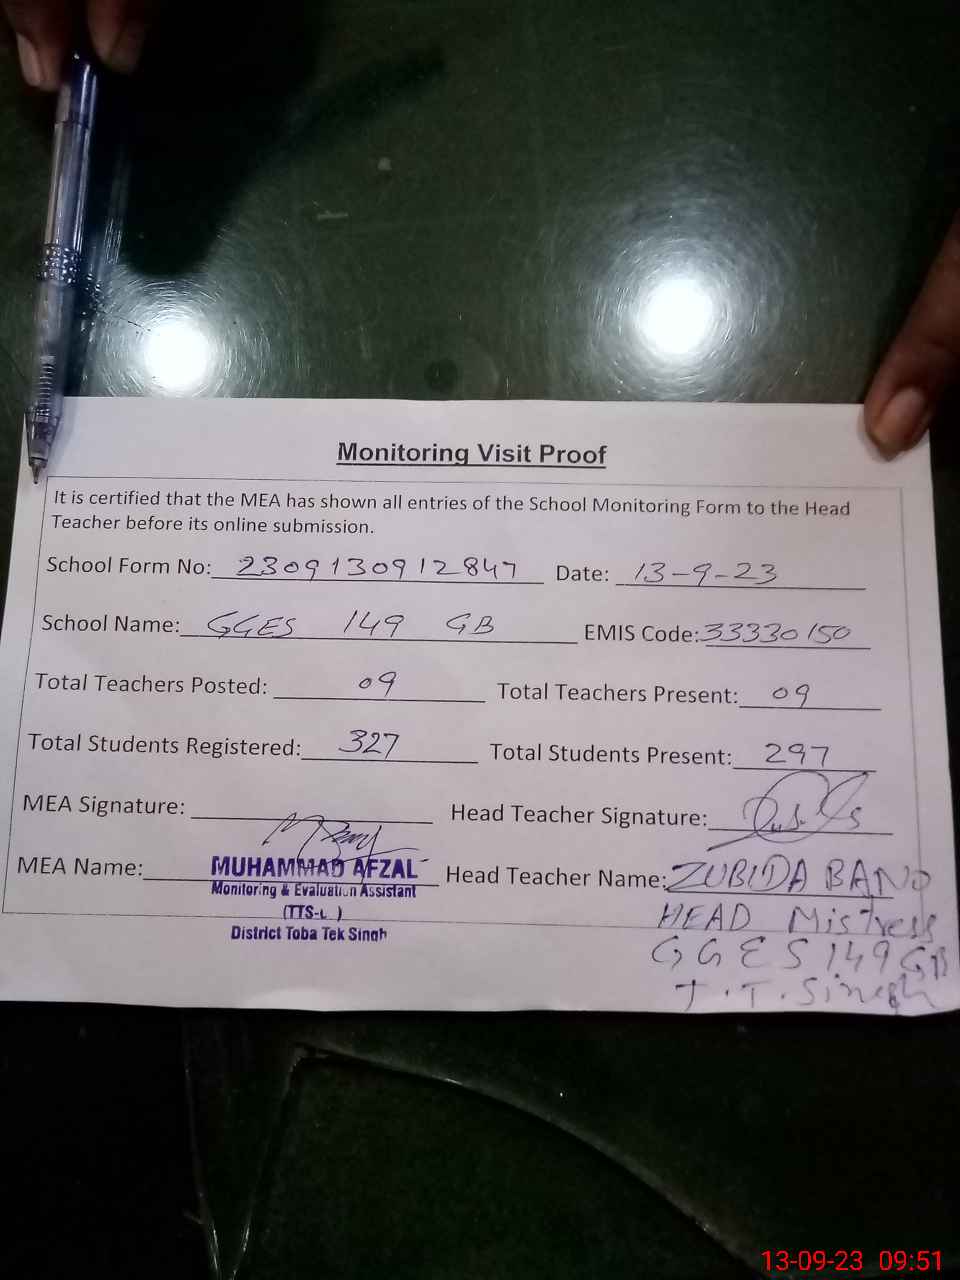 Monitoring Visit Proof
It is certified that the MEA has shown all entries of the School Monitoring Form to the Head
Teacher before its online submission.
School Form No: 2309130912847 Date: 13-9-23
School Name: GGES 149 GB EMIS Code: 33330150
Total Teachers Posted: 09 Total Teachers Present: 09
Total Students Registered: 327 Total Students Present: 297
MEA Signature: Head Teacher Signature:
MEA Name: MUHAMMAD AFZAL Head Teacher Name: ZUBIDA BANO
Monitoring & Evaluation Assistant
HEAD Mistress
District Toba Tek Singh
GGES 149 GB
T.T. Sinegh
13-09-23 09:51